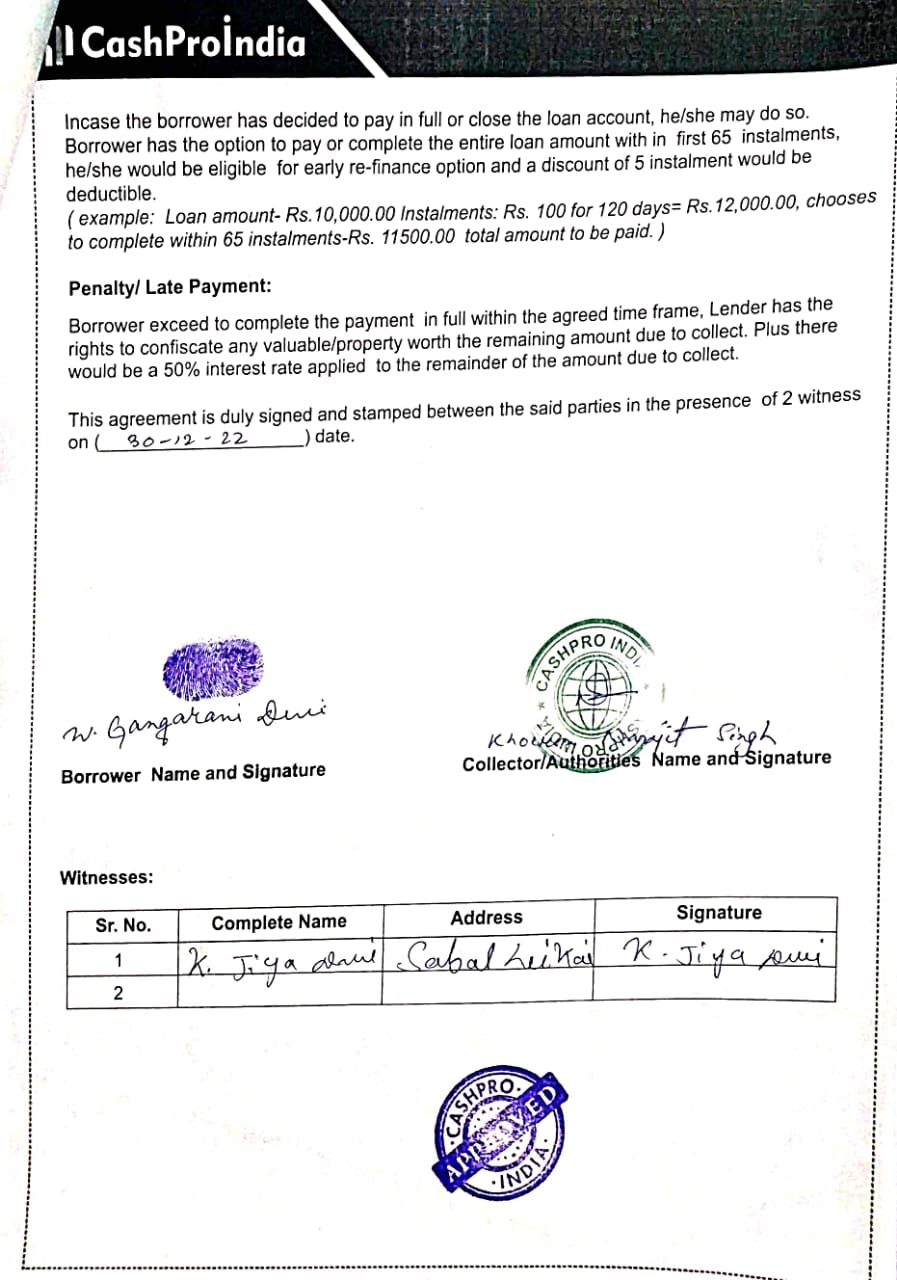 CashProİndia
Incase the borrower has decided to pay in full or close the loan account, he/she may do so.
Borrower has the option to pay or complete the entire loan amount with in first 65 instalments,
he/she would be eligible for early re-finance option and a discount of 5 instalment would be
deductible.
( example: Loan amount- Rs.10,000.00 Instalments: Rs. 100 for 120 days= Rs.12,000.00, chooses
to complete within 65 instalments-Rs. 11500.00 total amount to be paid. )
Penalty/ Late Payment:
Borrower exceed to complete the payment in full within the agreed time frame, Lender has the
rights to confiscate any valuable/property worth the remaining amount due to collect. Plus there
would be a 50% interest rate applied to the remainder of the amount due to collect.
This agreement is duly signed and stamped between the said parties in the presence of 2 witness
on ( 30-12-22 ) date.
CASHPRO INDIA
W. Gangarani Devi
Singh
Borrower Name and Signature
Collector/Authorities Name and Signature
Witnesses:
Sr. No. Complete Name Address Signature
1 K. Jiya Devi Sabal Leikai K. Jiya Devi
2
CASHPRO
APPROVED
INDIA